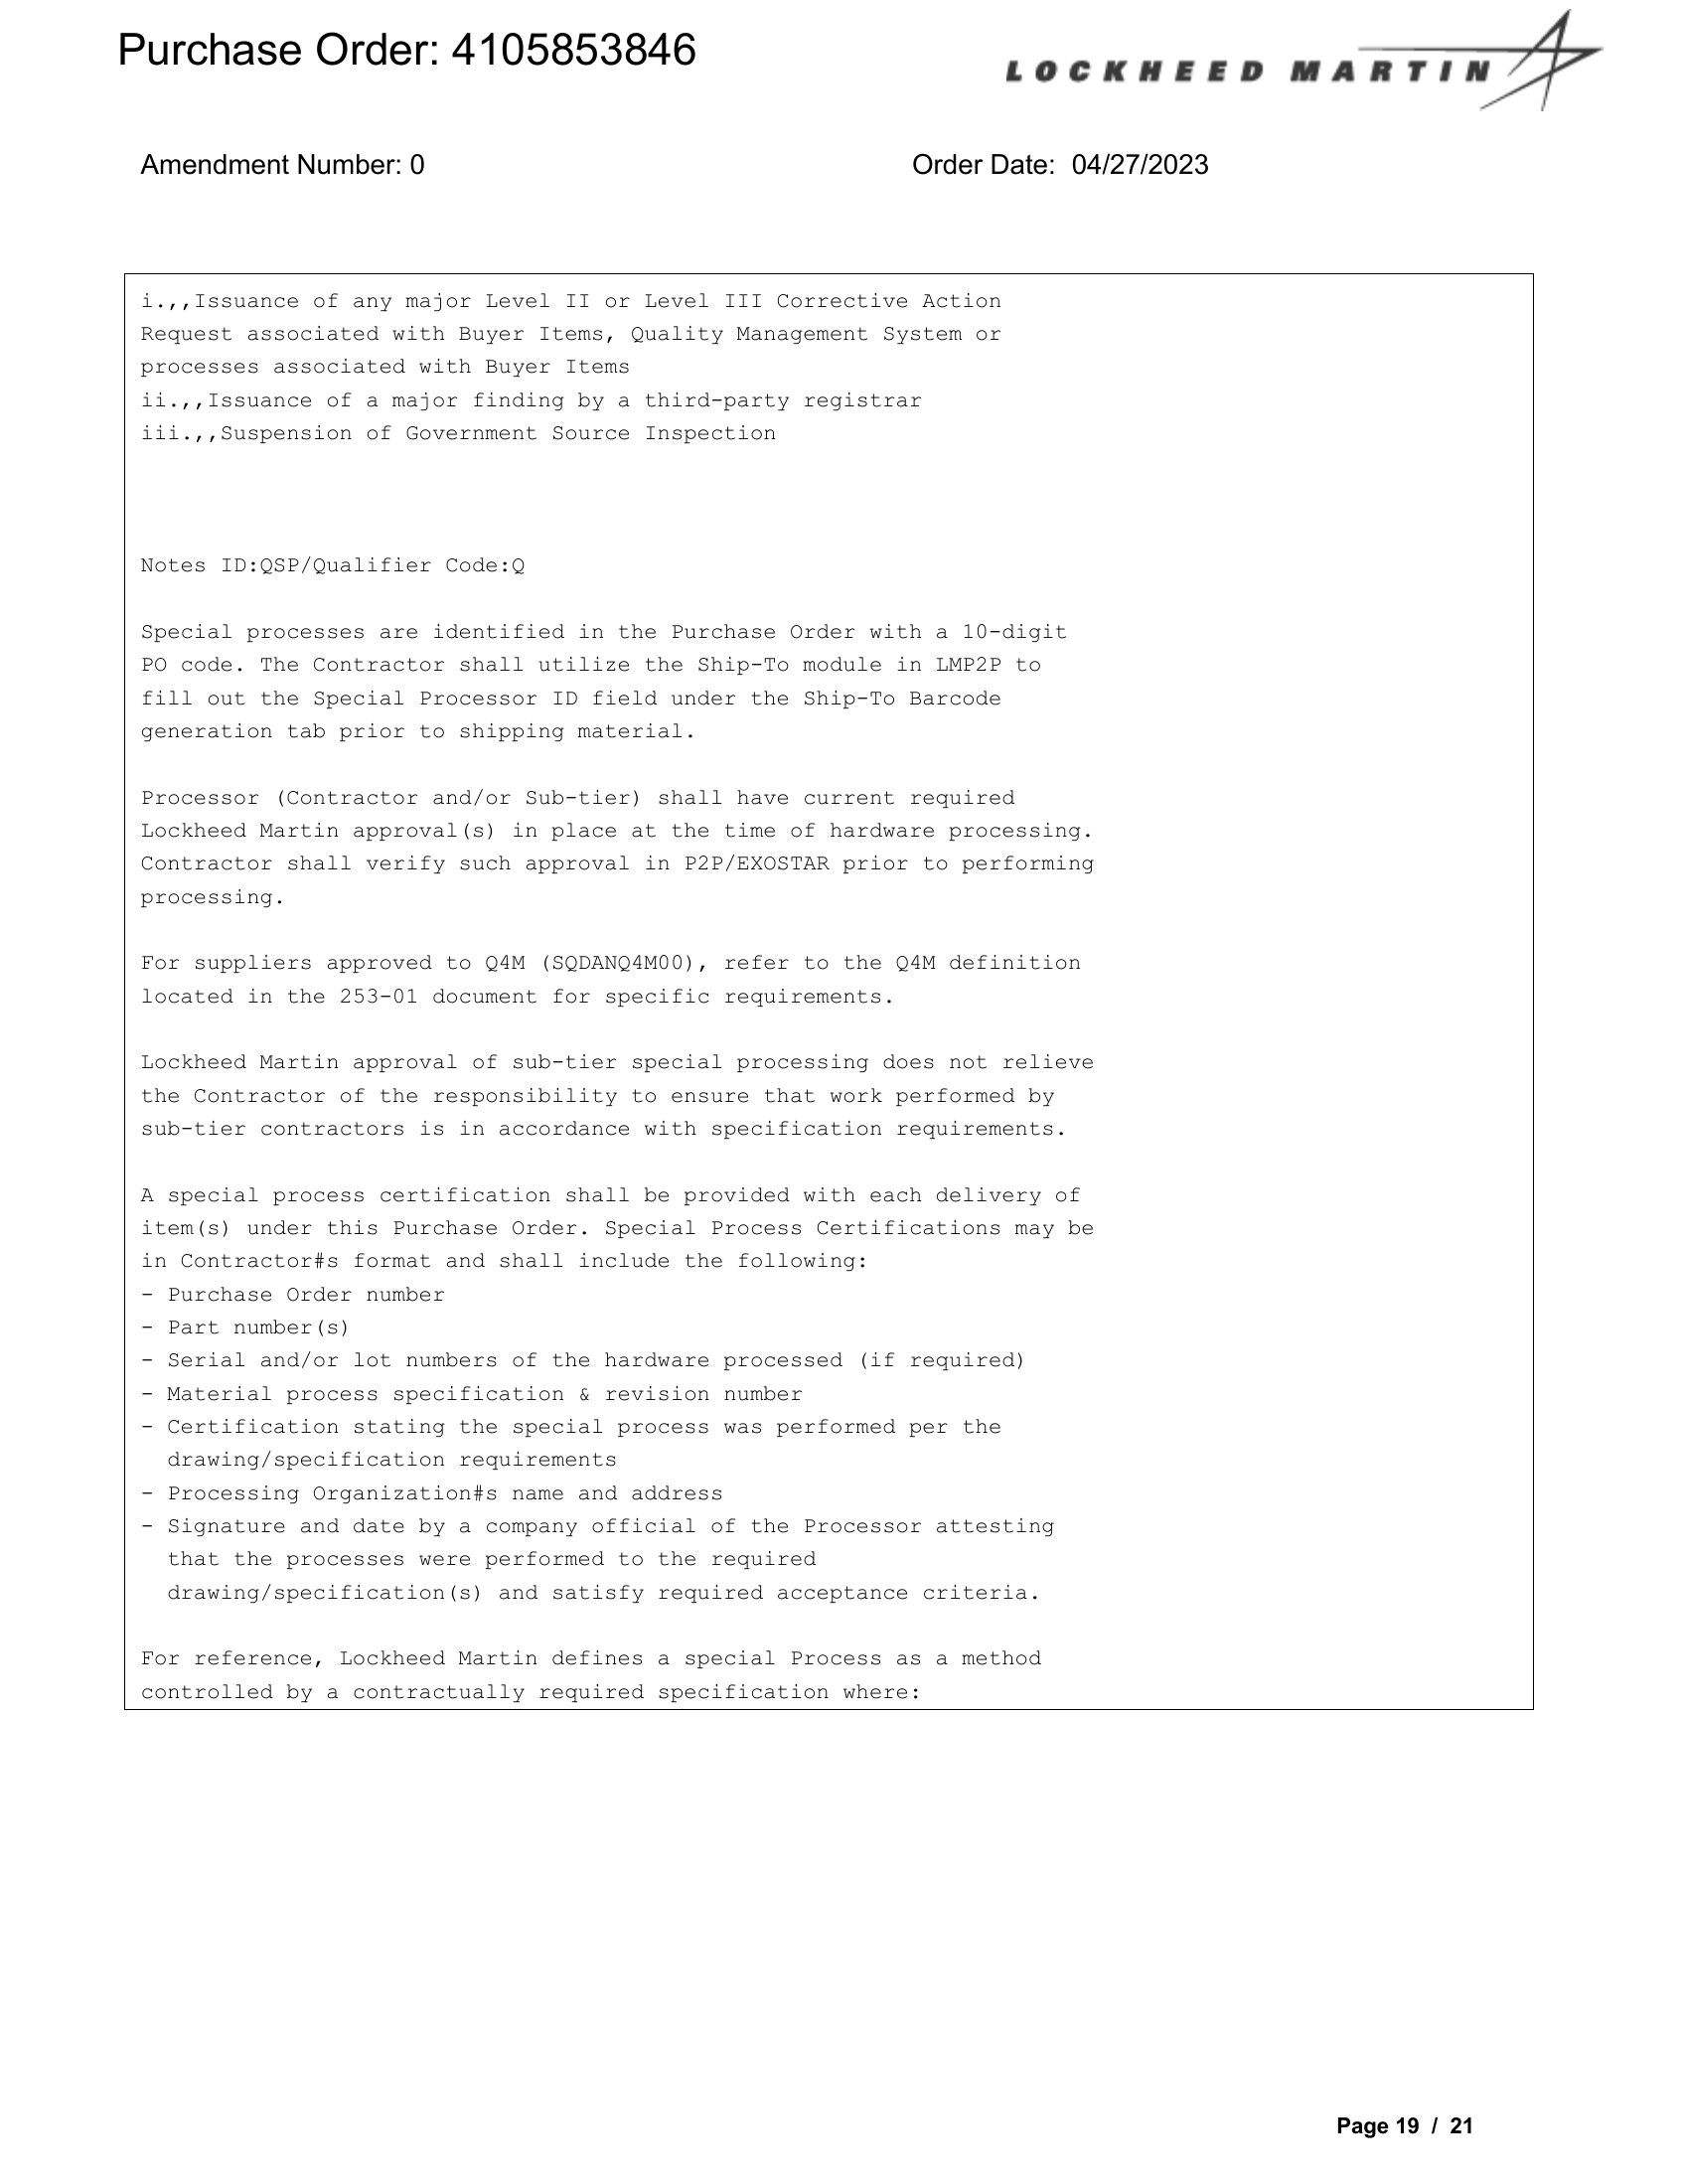 Purchase Order: 4105853846
LOCKHEED MARTIN
Amendment Number: 0
Order Date: 04/27/2023
i.,,Issuance of any major Level II or Level III Corrective Action
Request associated with Buyer Items, Quality Management System or
processes associated with Buyer Items
ii.,,Issuance of a major finding by a third-party registrar
iii.,,Suspension of Government Source Inspection
Notes ID:QSP/Qualifier Code:Q
Special processes are identified in the Purchase Order with a 10-digit
PO code. The Contractor shall utilize the Ship-To module in LMP2P to
fill out the Special Processor ID field under the Ship-To Barcode
generation tab prior to shipping material.
Processor (Contractor and/or Sub-tier) shall have current required
Lockheed Martin approval(s) in place at the time of hardware processing.
Contractor shall verify such approval in P2P/EXOSTAR prior to performing
processing.
For suppliers approved to Q4M (SQDANQ4M00), refer to the Q4M definition
located in the 253-01 document for specific requirements.
Lockheed Martin approval of sub-tier special processing does not relieve
the Contractor of the responsibility to ensure that work performed by
sub-tier contractors is in accordance with specification requirements.
A special process certification shall be provided with each delivery of
item(s) under this Purchase Order. Special Process Certifications may be
in Contractor#s format and shall include the following:
- Purchase Order number
- Part number(s)
- Serial and/or lot numbers of the hardware processed (if required)
- Material process specification & revision number
- Certification stating the special process was performed per the
drawing/specification requirements
- Processing Organization#s name and address
- Signature and date by a company official of the Processor attesting
that the processes were performed to the required
drawing/specification(s) and satisfy required acceptance criteria.
For reference, Lockheed Martin defines a special Process as a method
controlled by a contractually required specification where:
Page 19 / 21